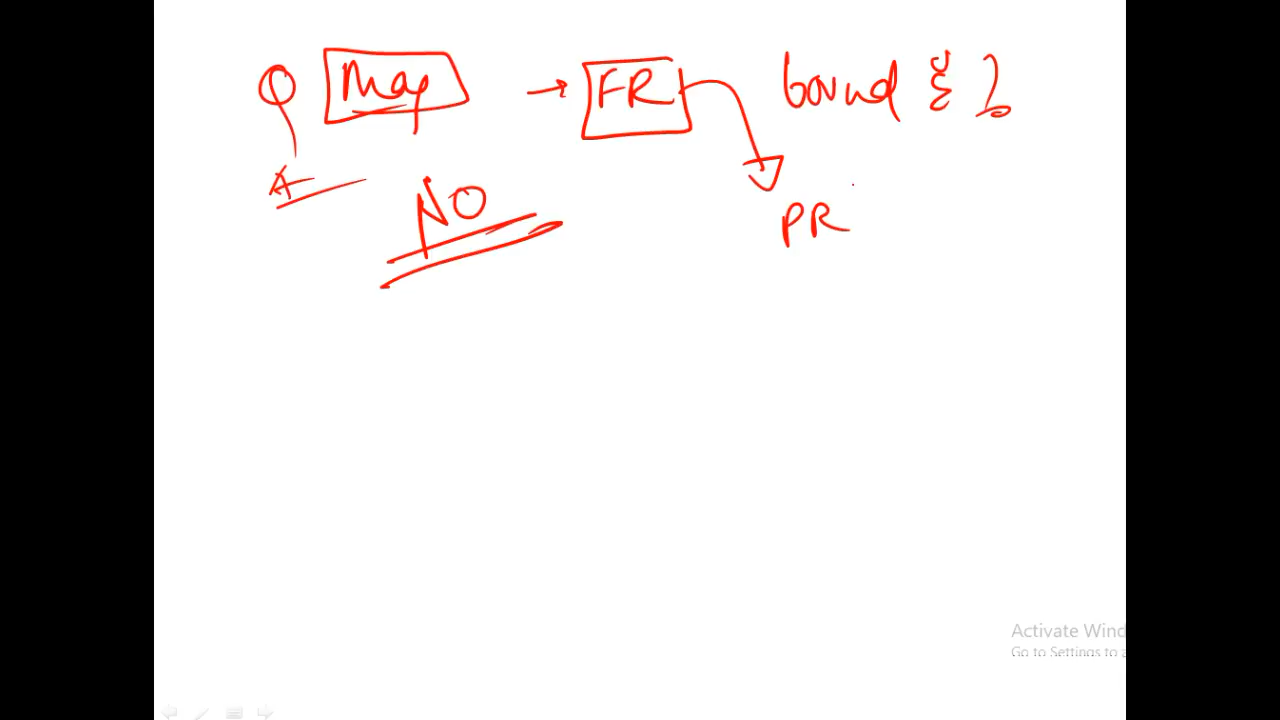 Q Map → FR bound {}
A NO PR
Activate Wind
Go to Settings to a